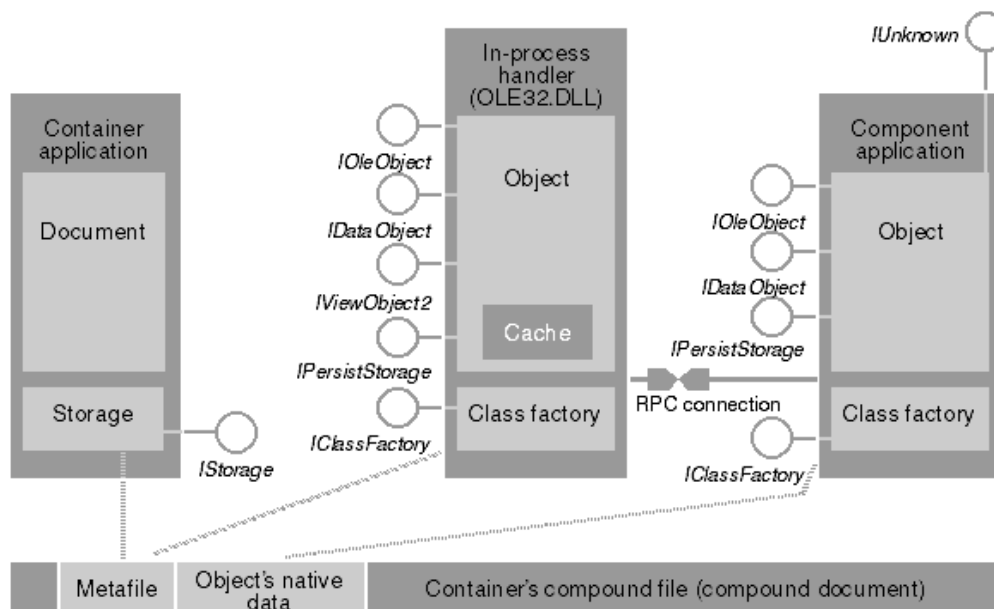 IUnknown
In-process
handler
(OLE32.DLL)
Container
application
Document
Storage
IStorage
IOleObject
IDataObject
IViewObject2
IPersistStorage
IClassFactory
Object
Cache
Class factory
RPC connection
Component
application
IOleObject
IDataObject
IPersistStorage
IClassFactory
Object
Class factory
Metafile
Object's native
data
Container's compound file (compound document)